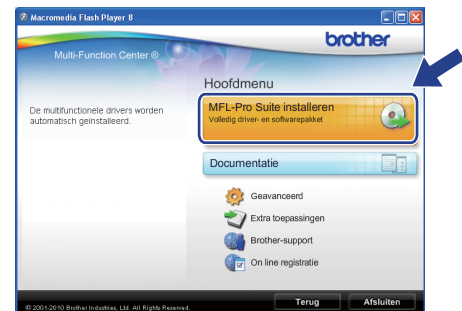 Macromedia Flash Player 8
brother
Multi-Function Center ®
Hoofdmenu
De multifunctionele drivers worden
automatisch geïnstalleerd.
MFL-Pro Suite installeren
Volledig driver- en softwarepakket
Documentatie
Geavanceerd
Extra toepassingen
Brother-support
On line registratie
Terug
Afsluiten
© 2001-2010 Brother Industries, Ltd. All Rights Reserved.